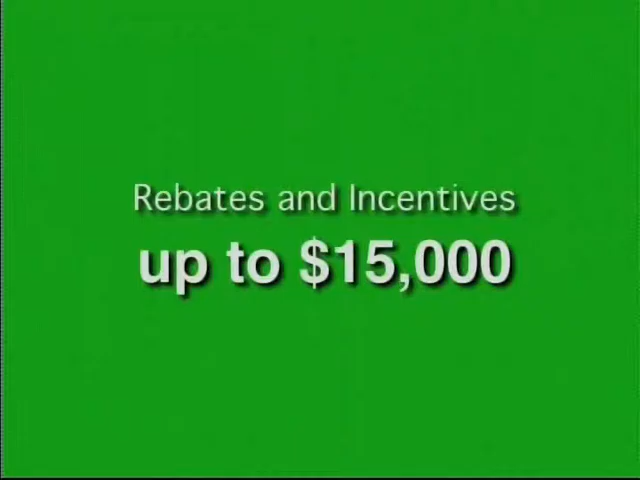 Rebates and Incentives
up to $15,000